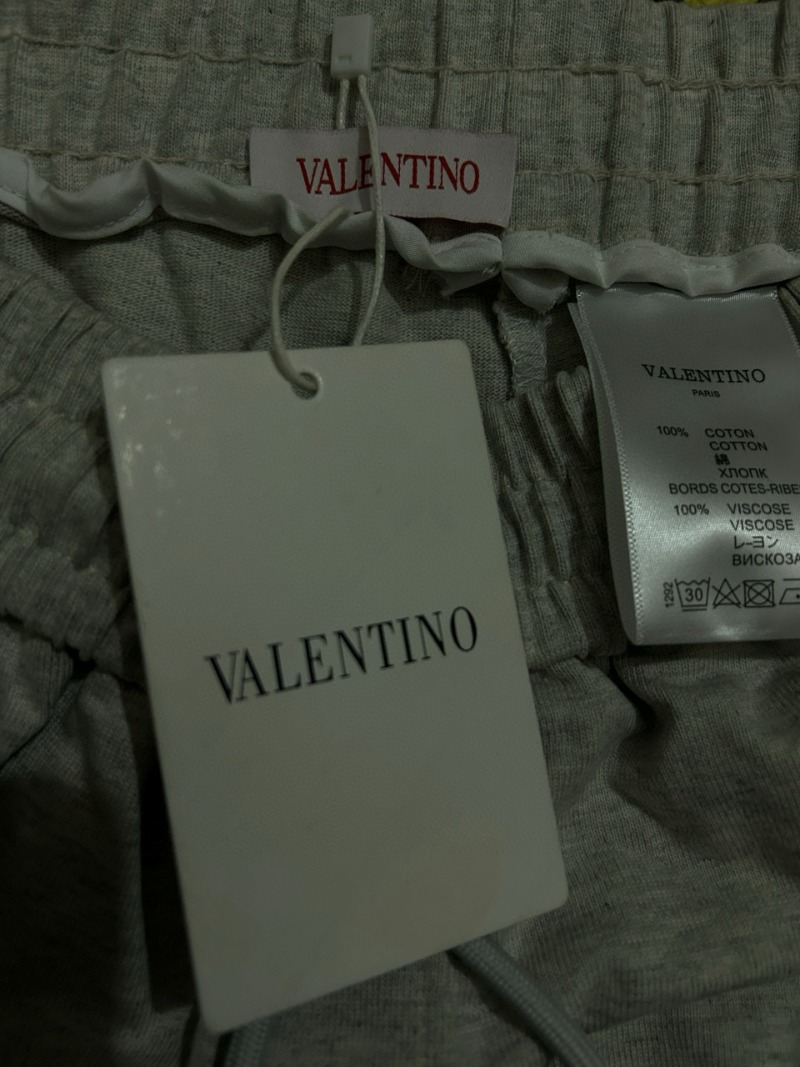 VALENTINO
VALENTINO
PARIS
100% COTON
COTTON
ХЛОПК
BORDS COTES-RIBE
100% VISCOSE
VISCOSE
レーヨン
ВИСКОЗА
1292 30
VALENTINO